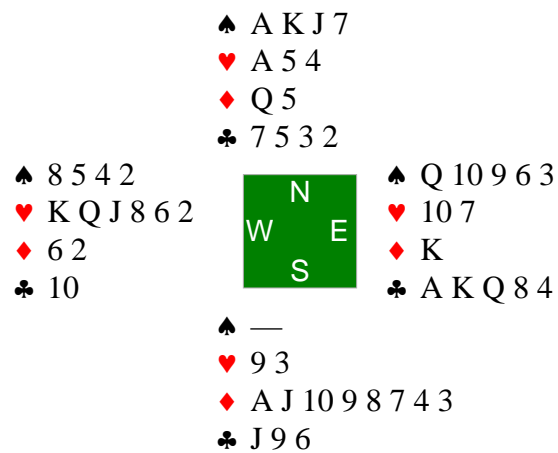 ♠ A K J 7
♥ A 5 4
♦ Q 5
♣ 7 5 3 2
♠ 8 5 4 2
♥ K Q J 8 6 2
♦ 6 2
♣ 10
N
W E
S
♠ Q 10 9 6 3
♥ 10 7
♦ K
♣ A K Q 8 4
♠ —
♥ 9 3
♦ A J 10 9 8 7 4 3
♣ J 9 6